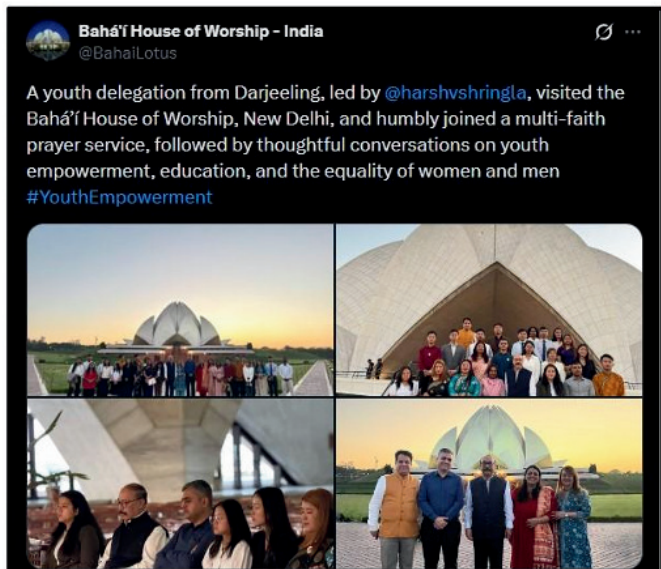 Bahá'í House of Worship - India
@BahaiLotus
A youth delegation from Darjeeling, led by @harshvshringla, visited the
Bahá'í House of Worship, New Delhi, and humbly joined a multi-faith
prayer service, followed by thoughtful conversations on youth
empowerment, education, and the equality of women and men
#YouthEmpowerment